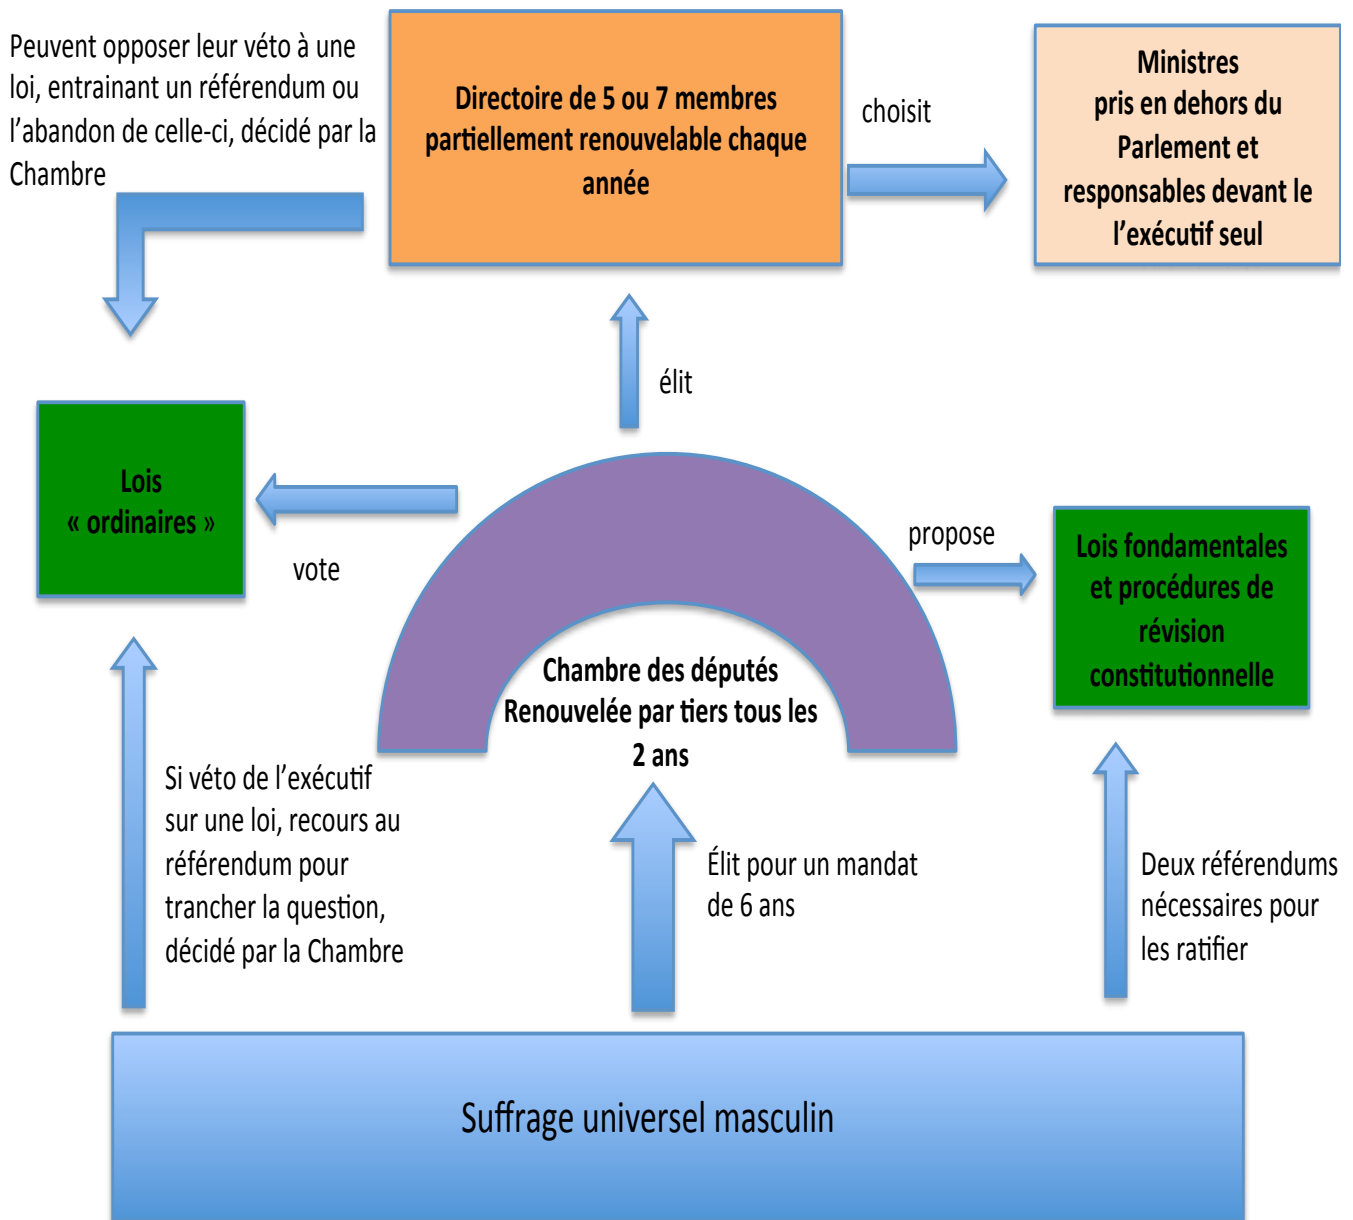 Peuvent opposer leur véto à une
loi, entrainant un référendum ou
l’abandon de celle-ci, décidé par la
Chambre
Directoire de 5 ou 7 membres
partiellement renouvelable chaque
année
choisit
Ministres
pris en dehors du
Parlement et
responsables devant le
l’exécutif seul
élit
Lois
« ordinaires »
vote
propose
Lois fondamentales
et procédures de
révision
constitutionnelle
Chambre des députés
Renouvelée par tiers tous les
2 ans
Si véto de l’exécutif
sur une loi, recours au
référendum pour
trancher la question,
décidé par la Chambre
Élit pour un mandat
de 6 ans
Deux référendums
nécessaires pour
les ratifier
Suffrage universel masculin